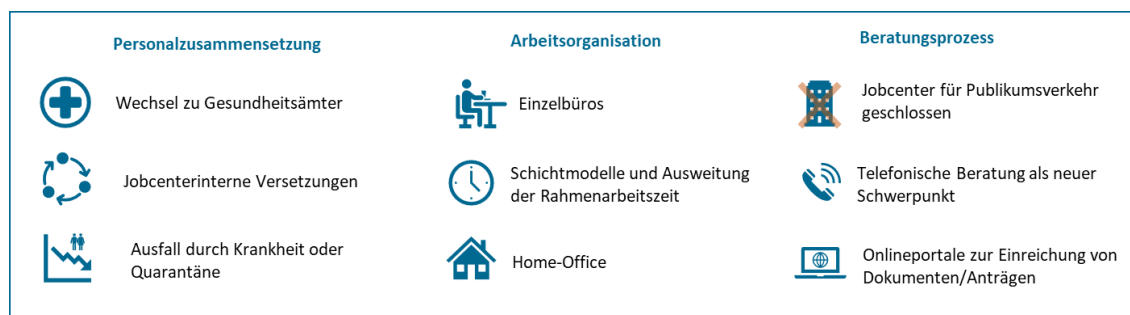 Personalzusammensetzung
Wechsel zu Gesundheitsämter
Jobcenterinterne Versetzungen
Ausfall durch Krankheit oder
Quarantäne
Arbeitsorganisation
Einzelbüros
Schichtmodelle und Ausweitung
der Rahmenarbeitszeit
Home-Office
Beratungsprozess
Jobcenter für Publikumsverkehr
geschlossen
Telefonische Beratung als neuer
Schwerpunkt
Onlineportale zur Einreichung von
Dokumenten/Anträgen